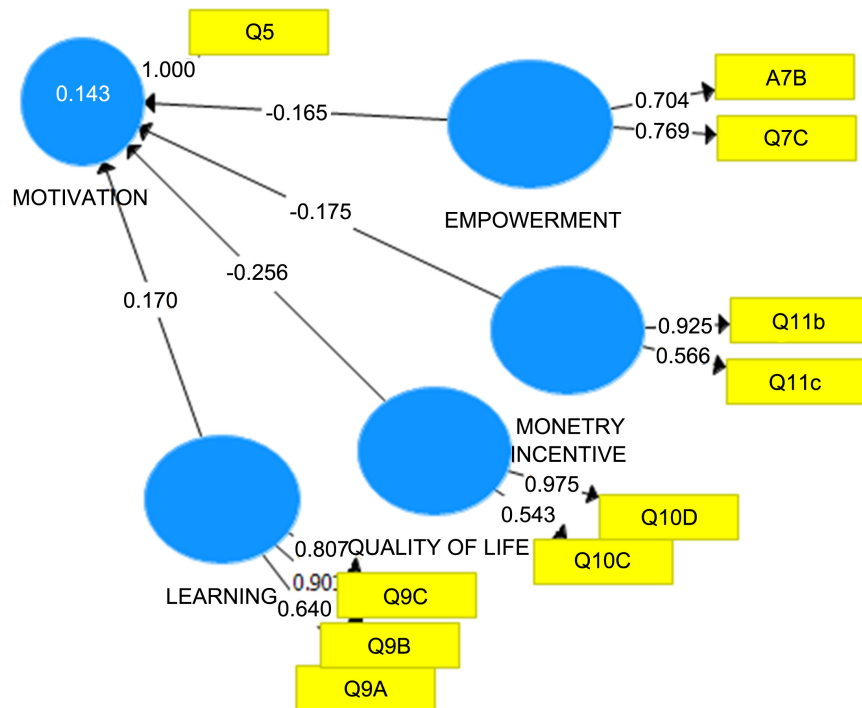 Q5
1.000
0.143
A7B
0.704
-0.165
0.769
Q7C
MOTIVATION
-0.175
EMPOWERMENT
-0.256
0.170
0.925
Q11b
0.566
Q11c
MONETRY
INCENTIVE
0.975
0.543
Q10D
0.807
QUALITY OF LIFE
Q10C
0.901
LEARNING
0.640
Q9C
Q9B
Q9A